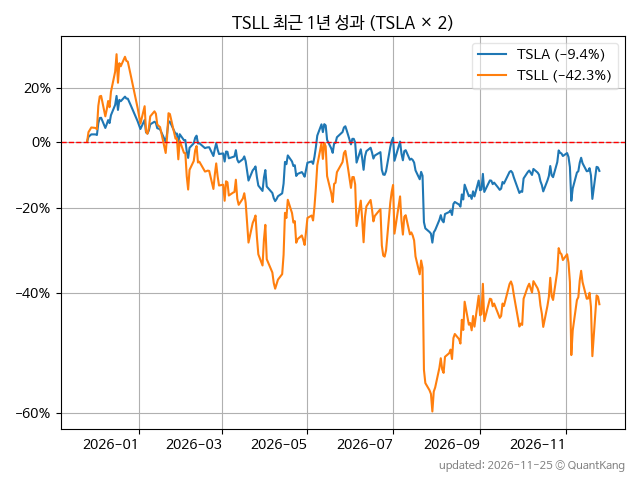 TSLL 최근 1년 성과 (TSLA × 2)
TSLA (−9.4%)
TSLL (−42.3%)
20%
0%
−20%
−40%
−60%
2026−01 2026−03 2026−05 2026−07 2026−09 2026−11
updated: 2026−11−25 © QuantKang